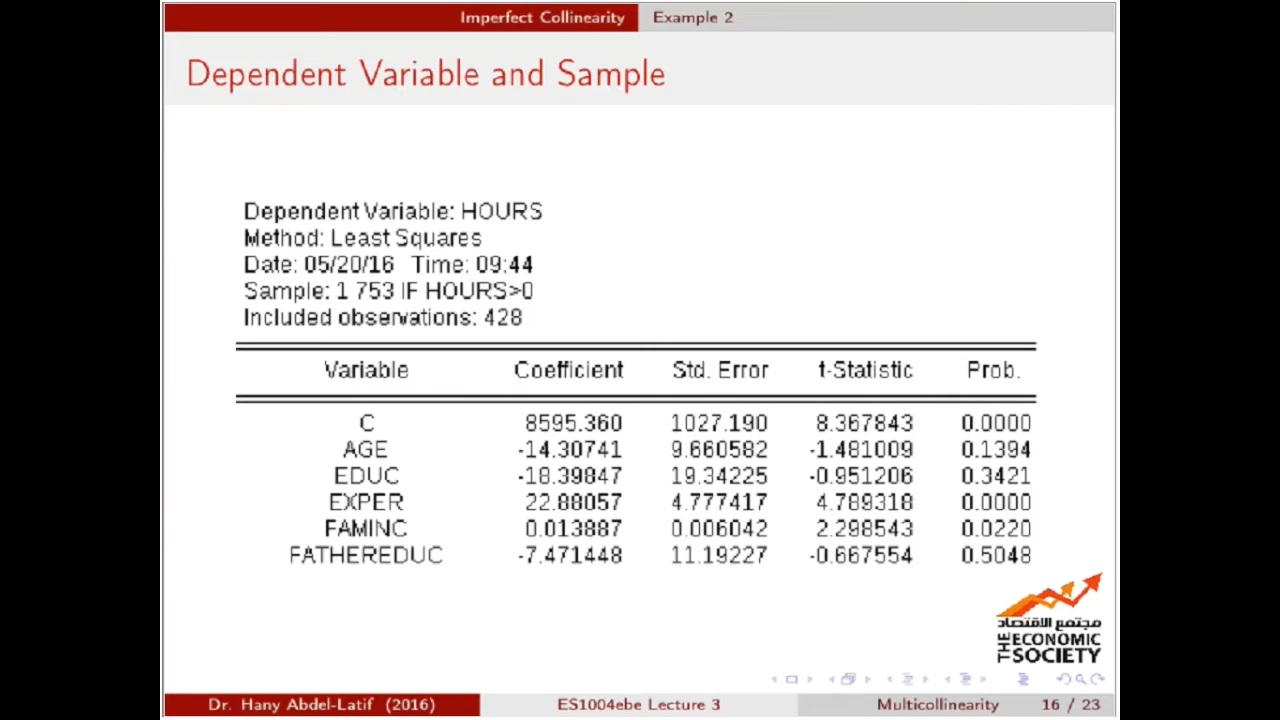 Imperfect Collinearity Example 2
Dependent Variable and Sample
Dependent Variable: HOURS
Method: Least Squares
Date: 05/20/16 Time: 09:44
Sample: 1 753 IF HOURS>0
Included observations: 428
Variable Coefficient Std. Error t-Statistic Prob.
C 8595.360 1027.190 8.367843 0.0000
AGE -14.30741 9.660582 -1.481009 0.1394
EDUC -18.39847 19.34225 -0.951206 0.3421
EXPER 22.88057 4.777417 4.789318 0.0000
FAMINC 0.013887 0.006042 2.298543 0.0220
FATHEREDUC -7.471448 11.19227 -0.667554 0.5048
مجتمع الاقتصاد
THE ECONOMIC
SOCIETY
Dr. Hany Abdel-Latif (2016) ES1004ebe Lecture 3 Multicollinearity 16 / 23